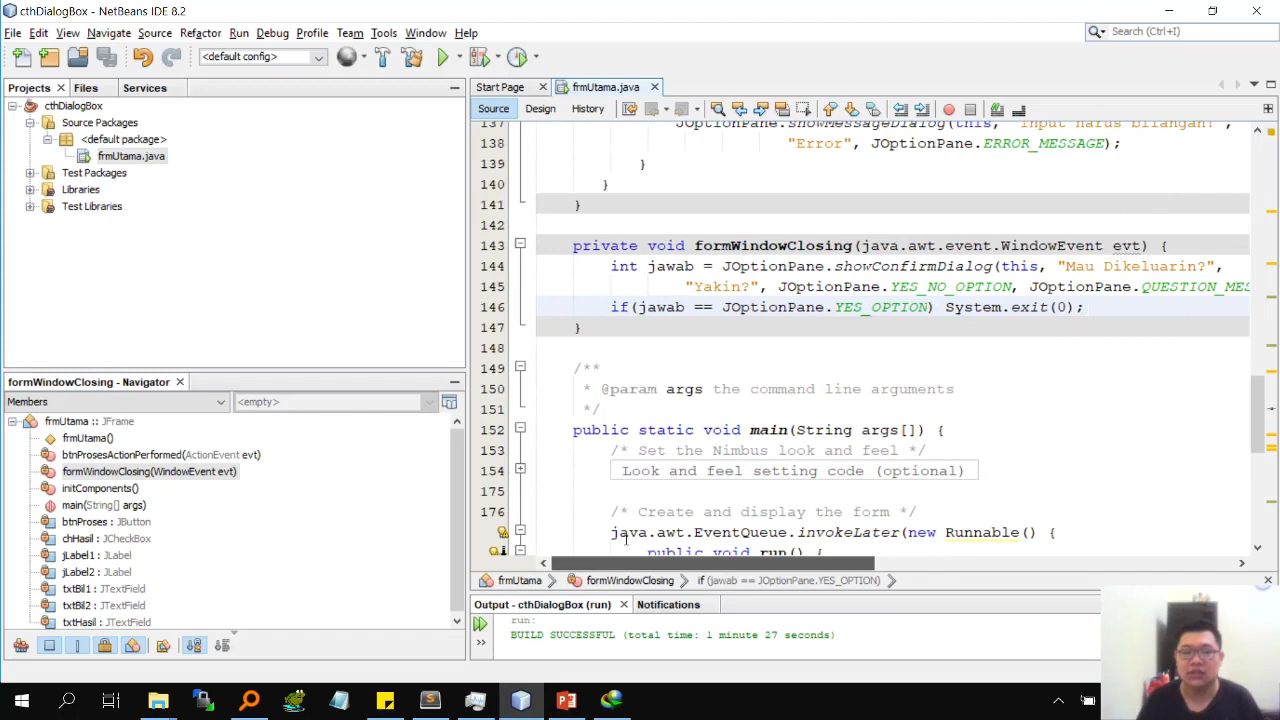 cthDialogBox - NetBeans IDE 8.2
File Edit View Navigate Source Refactor Run Debug Profile Team Tools Window Help
Search (Ctrl+I)
<default config>
Projects Files Services
cthDialogBox
Source Packages
<default package>
frmUtama.java
Test Packages
Libraries
Test Libraries
formWindowClosing - Navigator
Members <empty>
frmUtama :: JFrame
frmUtama()
btnProsesActionPerformed(ActionEvent evt)
formWindowClosing(WindowEvent evt)
initComponents()
main(String[] args)
btnProses : JButton
chHasil : JCheckBox
jLabel1 : JLabel
jLabel2 : JLabel
txtBil1 : JTextField
txtBil2 : JTextField
txtHasil : JTextField
Start Page frmUtama.java
Source Design History
137 JOptionPane.showMessageDialog(this, "Input harus bilangan!",
138 "Error", JOptionPane.ERROR_MESSAGE);
139 }
140 }
141 }
142
143 private void formWindowClosing(java.awt.event.WindowEvent evt) {
144 int jawab = JOptionPane.showConfirmDialog(this, "Mau Dikeluarin?",
145 "Yakin?", JOptionPane.YES_NO_OPTION, JOptionPane.QUESTION_MES
146 if(jawab == JOptionPane.YES_OPTION) System.exit(0);
147 }
148
149 /**
150 * @param args the command line arguments
151 */
152 public static void main(String args[]) {
153 /* Set the Nimbus look and feel */
154 Look and feel setting code (optional)
175
176 /* Create and display the form */
java.awt.EventQueue.invokeLater(new Runnable() {
public void run() {
frmUtama formWindowClosing if (jawab == JOptionPane.YES_OPTION)
Output - cthDialogBox (run) Notifications
run:
BUILD SUCCESSFUL (total time: 1 minute 27 seconds)